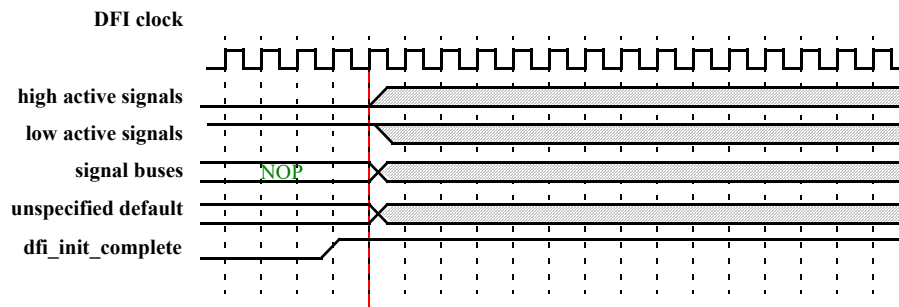 DFI clock
high active signals
low active signals
signal buses
NOP
unspecified default
dfi_init_complete